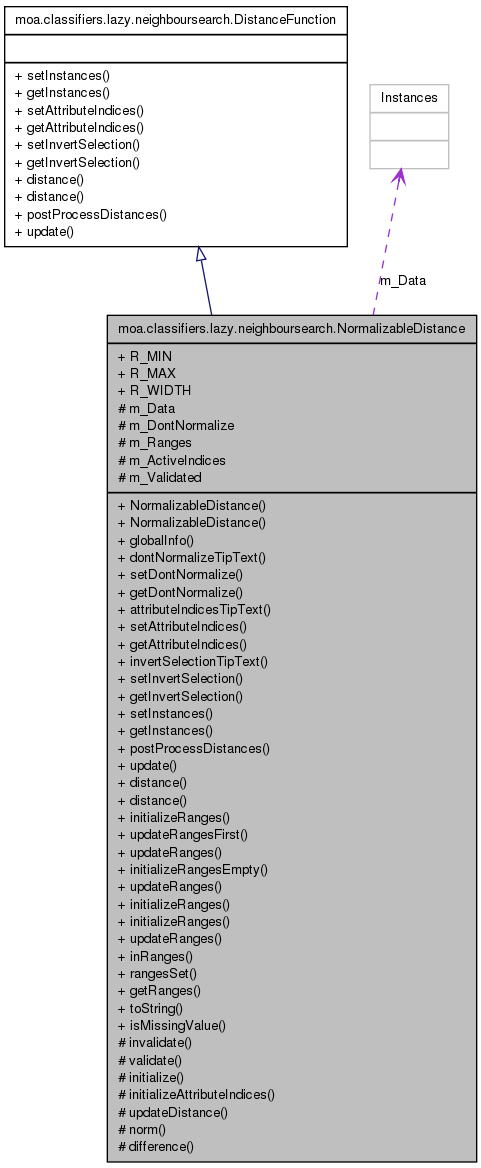 moa.classifiers.lazy.neighboursearch.DistanceFunction
+ setInstances()
+ getInstances()
+ setAttributeIndices()
+ getAttributeIndices()
+ setInvertSelection()
+ getInvertSelection()
+ distance()
+ distance()
+ postProcessDistances()
+ update()
Instances
m_Data
moa.classifiers.lazy.neighboursearch.NormalizableDistance
+ R_MIN
+ R_MAX
+ R_WIDTH
# m_Data
# m_DontNormalize
# m_Ranges
# m_ActiveIndices
# m_Validated
+ NormalizableDistance()
+ NormalizableDistance()
+ globalInfo()
+ dontNormalizeTipText()
+ setDontNormalize()
+ getDontNormalize()
+ attributeIndicesTipText()
+ setAttributeIndices()
+ getAttributeIndices()
+ invertSelectionTipText()
+ setInvertSelection()
+ getInvertSelection()
+ setInstances()
+ getInstances()
+ postProcessDistances()
+ update()
+ distance()
+ distance()
+ initializeRanges()
+ updateRangesFirst()
+ updateRanges()
+ initializeRangesEmpty()
+ updateRanges()
+ initializeRanges()
+ initializeRanges()
+ updateRanges()
+ inRanges()
+ rangesSet()
+ getRanges()
+ toString()
+ isMissingValue()
# invalidate()
# validate()
# initialize()
# initializeAttributeIndices()
# updateDistance()
# norm()
# difference()